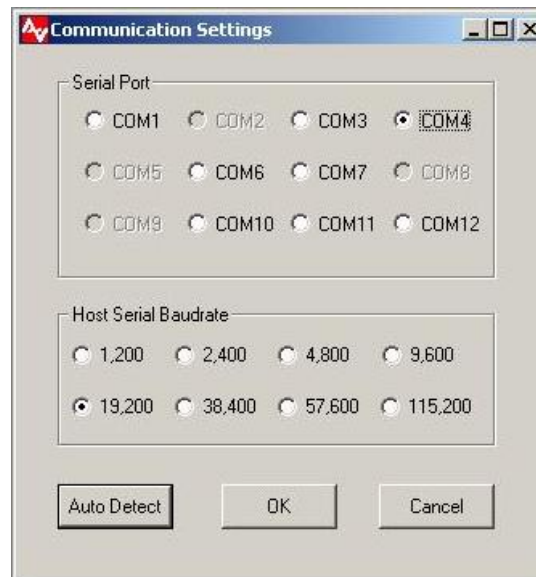 Communication Settings
Serial Port
COM1 COM2 COM3 COM4
COM5 COM6 COM7 COM8
COM9 COM10 COM11 COM12
Host Serial Baudrate
1,200 2,400 4,800 9,600
19,200 38,400 57,600 115,200
Auto Detect OK Cancel